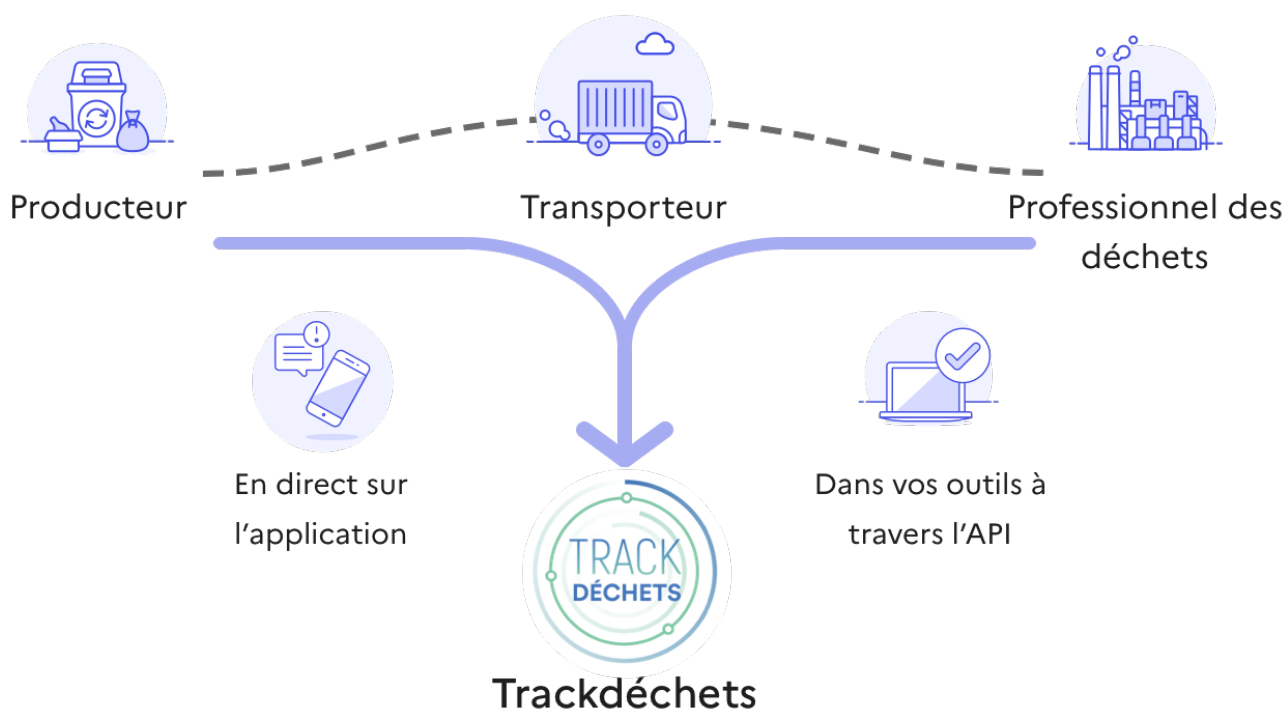 Producteur
Transporteur
Professionnel des
déchets
En direct sur
l’application
Dans vos outils à
travers l’API
TRACK
DÉCHETS
Trackdéchets